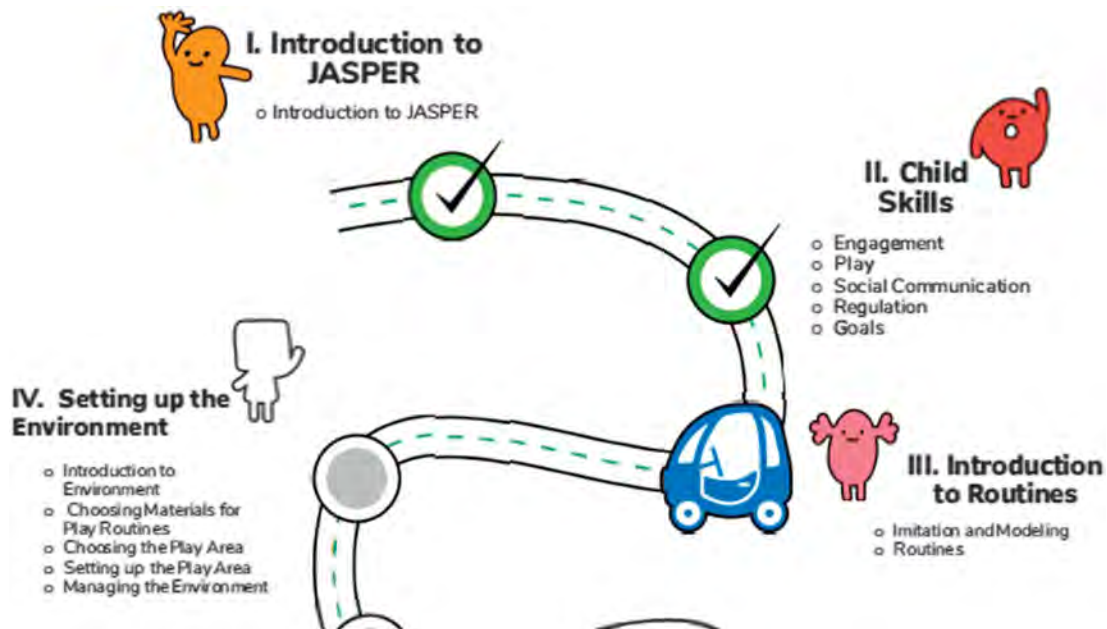 I. Introduction to
JASPER
o Introduction to JASPER
II. Child
Skills
o Engagement
o Play
o Social Communication
o Regulation
o Goals
III. Introduction
to Routines
o Imitation and Modeling
o Routines
IV. Setting up the
Environment
o Introduction to
Environment
o Choosing Materials for
Play Routines
o Choosing the Play Area
o Setting up the Play Area
o Managing the Environment